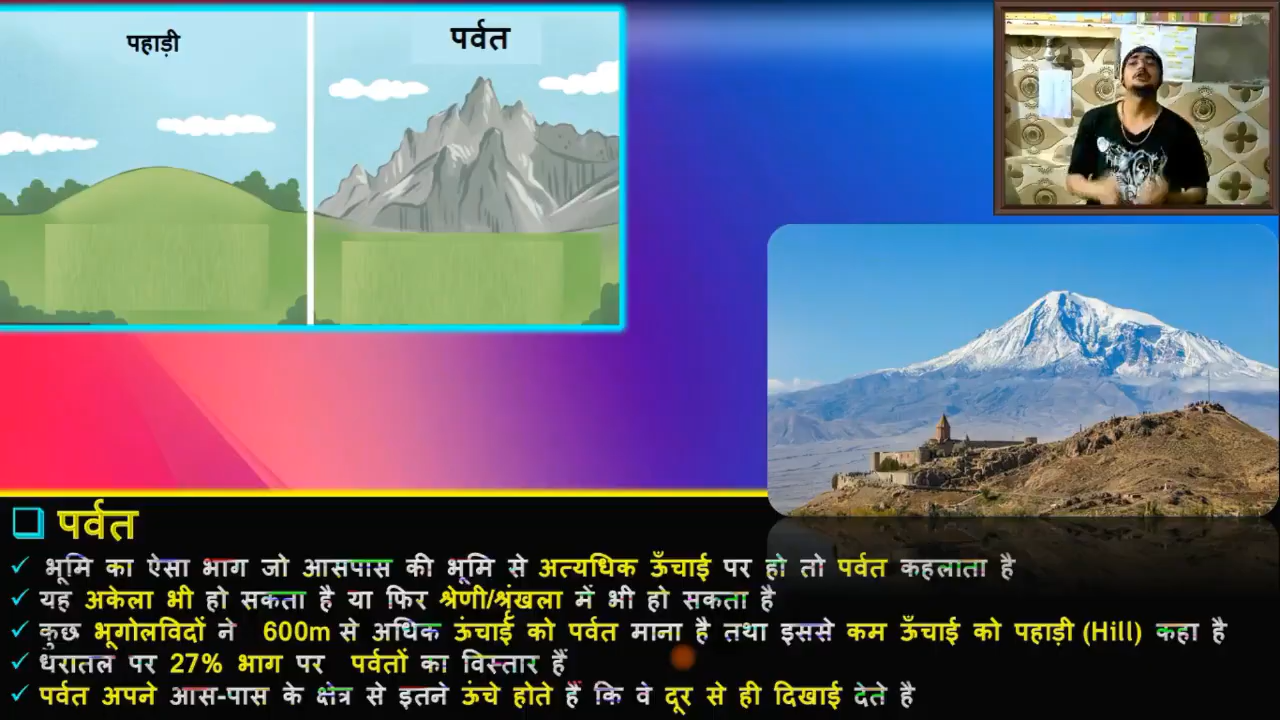 पहाड़ी
पर्वत
पर्वत
भूमि का ऐसा भाग जो आसपास की भूमि से अत्यधिक ऊँचाई पर हो तो पर्वत कहलाता है
यह अकेला भी हो सकता है या फिर श्रेणी/श्रृंखला में भी हो सकता है
कुछ भूगोलविदों ने 600m से अधिक ऊंचाई को पर्वत माना है तथा इससे कम ऊँचाई को पहाड़ी (Hill) कहा है
धरातल पर 27% भाग पर पर्वतों का विस्तार हैं
पर्वत अपने आस-पास के क्षेत्र से इतने ऊंचे होते हैं कि वे दूर से ही दिखाई देते है